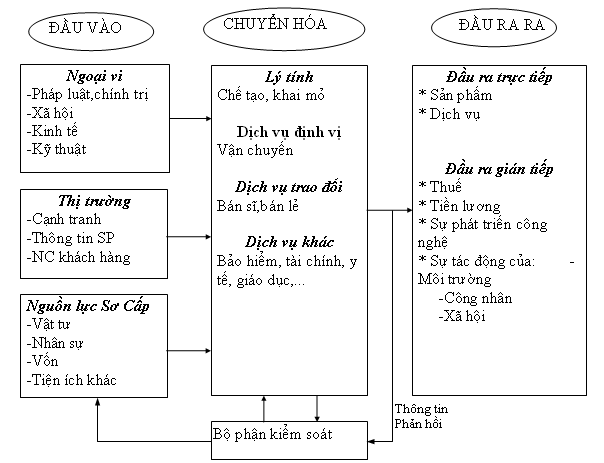 ĐẦU VÀO
CHUYỂN HÓA
ĐẦU RA RA
Ngoại vi
-Pháp luật,chính trị
-Xã hội
-Kinh tế
-Kỹ thuật
Thị trường
-Cạnh tranh
-Thông tin SP
-NC khách hàng
Nguồn lực Sơ Cấp
-Vật tư
-Nhân sự
-Vốn
-Tiện ích khác
Lý tính
Chế tạo, khai mỏ
Dịch vụ định vị
Vận chuyển
Dịch vụ trao đổi
Bán sĩ,bán lẻ
Dịch vụ khác
Bảo hiểm, tài chính, y
tế, giáo dục,...
Đầu ra trực tiếp
* Sản phẩm
* Dịch vụ
Đầu ra gián tiếp
* Thuế
* Tiền lương
* Sự phát triển công
nghệ
* Sự tác động của: -
Môi trường
-Công nhân
-Xã hội
Thông tin
Phản hồi
Bộ phận kiểm soát